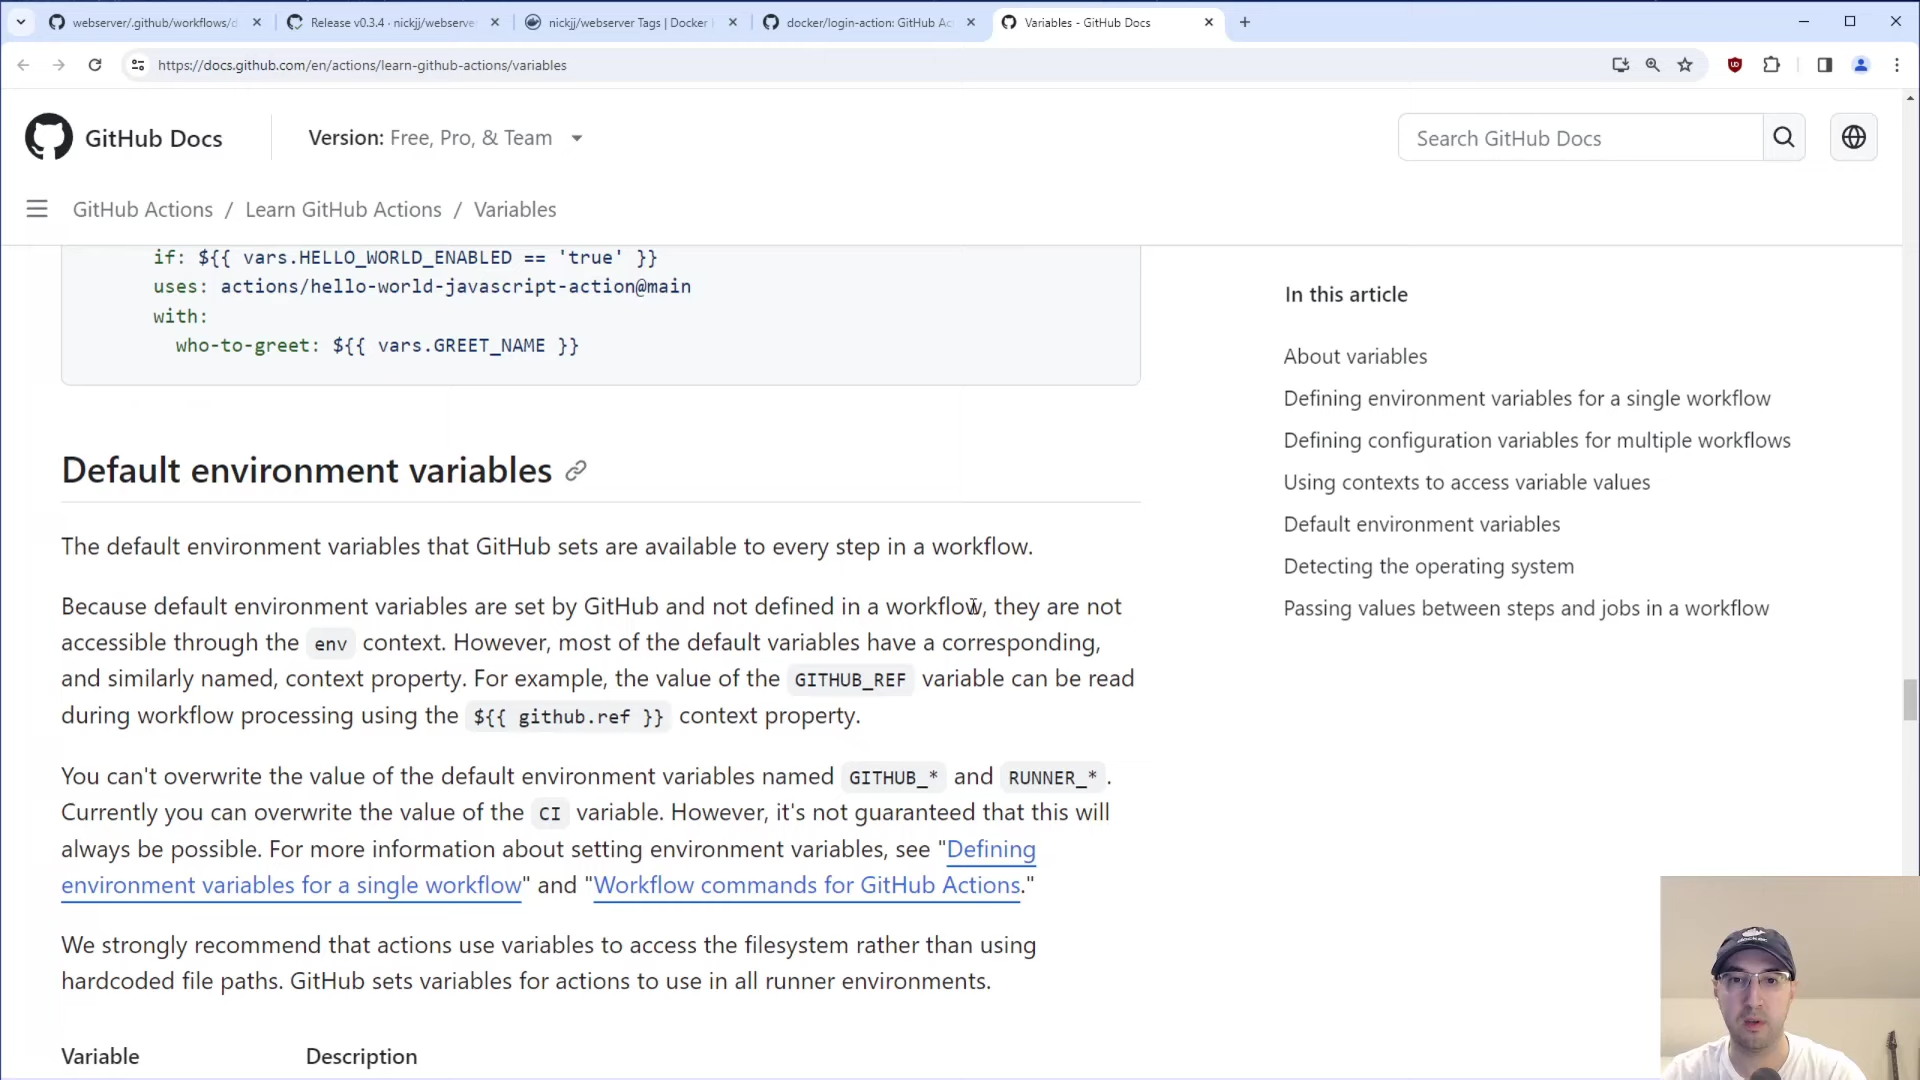 webserver/.github/workflows/d
Release v0.3.4 · nickjj/webserve
nickjj/webserver Tags | Docker
docker/login-action: GitHub Ac
Variables - GitHub Docs
https://docs.github.com/en/actions/learn-github-actions/variables
GitHub Docs
Version: Free, Pro, & Team
Search GitHub Docs
GitHub Actions / Learn GitHub Actions / Variables
if: ${{ vars.HELLO_WORLD_ENABLED == 'true' }}
uses: actions/hello-world-javascript-action@main
with:
who-to-greet: ${{ vars.GREET_NAME }}
Default environment variables
The default environment variables that GitHub sets are available to every step in a workflow.
Because default environment variables are set by GitHub and not defined in a workflow, they are not
accessible through the env context. However, most of the default variables have a corresponding,
and similarly named, context property. For example, the value of the GITHUB_REF variable can be read
during workflow processing using the ${{ github.ref }} context property.
You can't overwrite the value of the default environment variables named GITHUB_* and RUNNER_*.
Currently you can overwrite the value of the CI variable. However, it's not guaranteed that this will
always be possible. For more information about setting environment variables, see "Defining
environment variables for a single workflow" and "Workflow commands for GitHub Actions."
We strongly recommend that actions use variables to access the filesystem rather than using
hardcoded file paths. GitHub sets variables for actions to use in all runner environments.
Variable Description
In this article
About variables
Defining environment variables for a single workflow
Defining configuration variables for multiple workflows
Using contexts to access variable values
Default environment variables
Detecting the operating system
Passing values between steps and jobs in a workflow